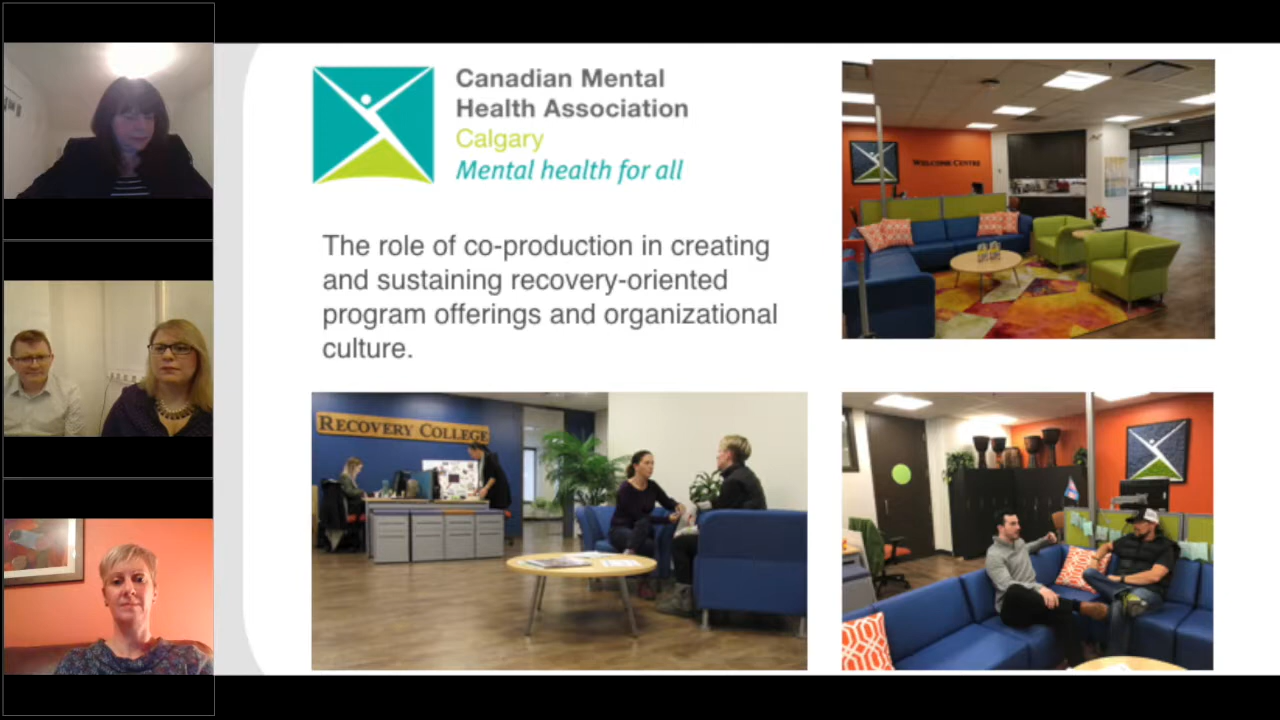 Canadian Mental
Health Association
Calgary
Mental health for all
The role of co-production in creating
and sustaining recovery-oriented
program offerings and organizational
culture.
WELCOME CENTRE
RECOVERY COLLEGE